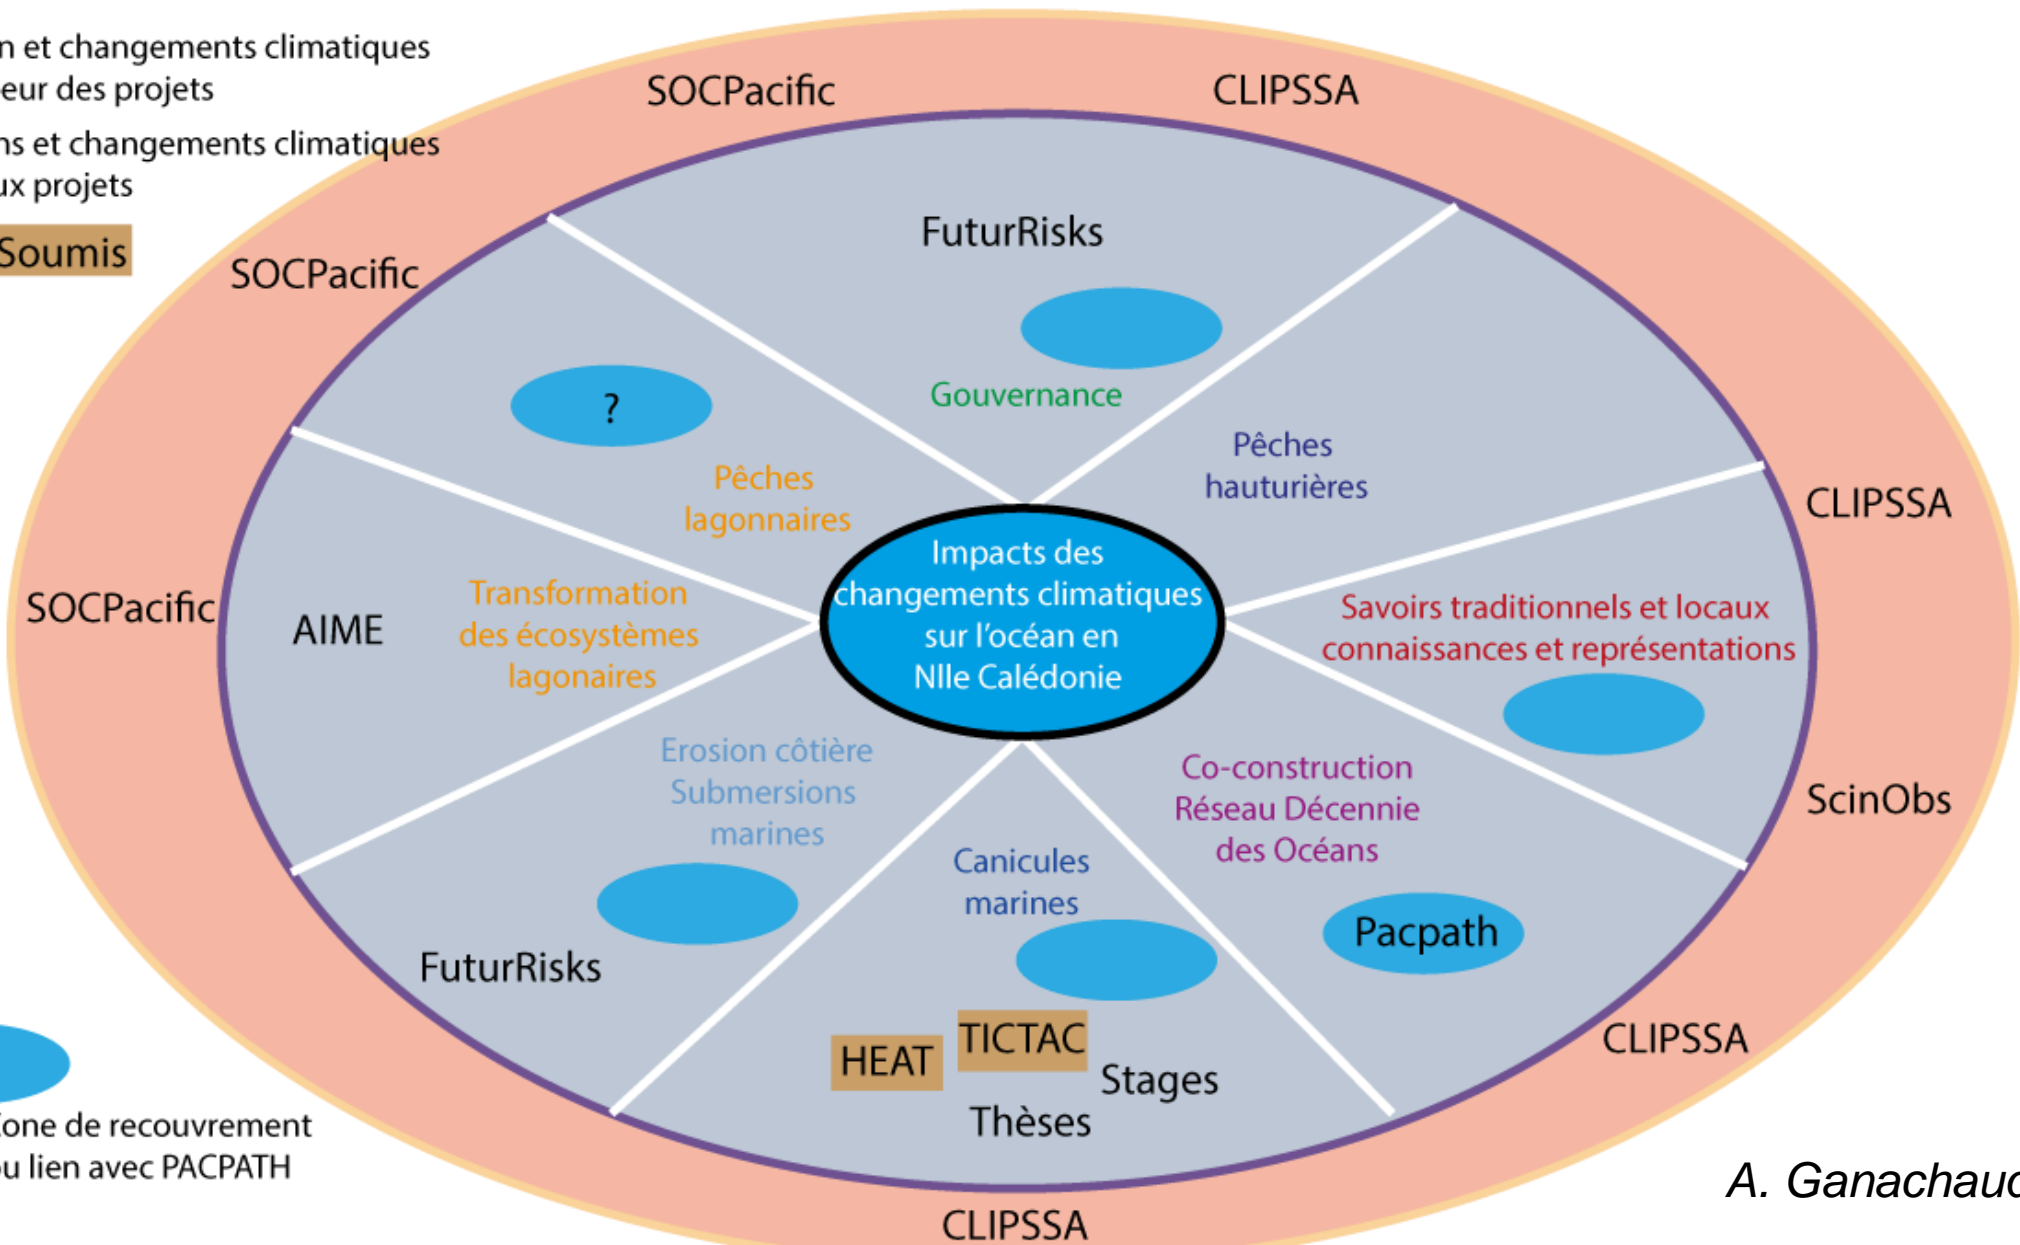 n et changements climatiques
eur des projets
ns et changements climatiques
ux projets
Soumis
SOCPacific
CLIPSSA
SOCPacific
FuturRisks
?
Gouvernance
Pêches
hauturières
Pêches
lagonnaires
CLIPSSA
Impacts des
changements climatiques
sur l'océan en
Nlle Calédonie
SOCPacific
AIME
Transformation
des écosystèmes
lagonaires
Savoirs traditionnels et locaux
connaissances et représentations
Erosion côtière
Submersions
marines
Co-construction
Réseau Décennie
des Océans
ScinObs
Canicules
marines
Pacpath
FuturRisks
HEAT
TICTAC
Stages
Thèses
CLIPSSA
one de recouvrement
ou lien avec PACPATH
A. Ganachaud
CLIPSSA